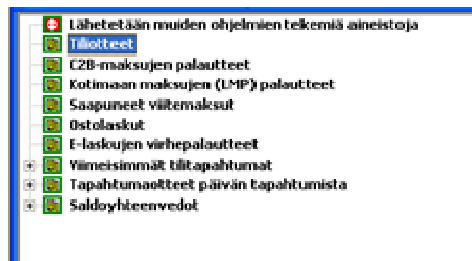 Lähetetään muiden ohjelmien tekemiä aineistoja
Tiliotteet
C2B-maksujen palautteet
Kotimaan maksujen (LMP) palautteet
Saapuneet viitemaksut
Ostolaskut
E-laskujen virhepalautteet
Viimeisimmät tilitapahtumat
Tapahtumaotteet päivän tapahtumista
Saldoyhteenvedot